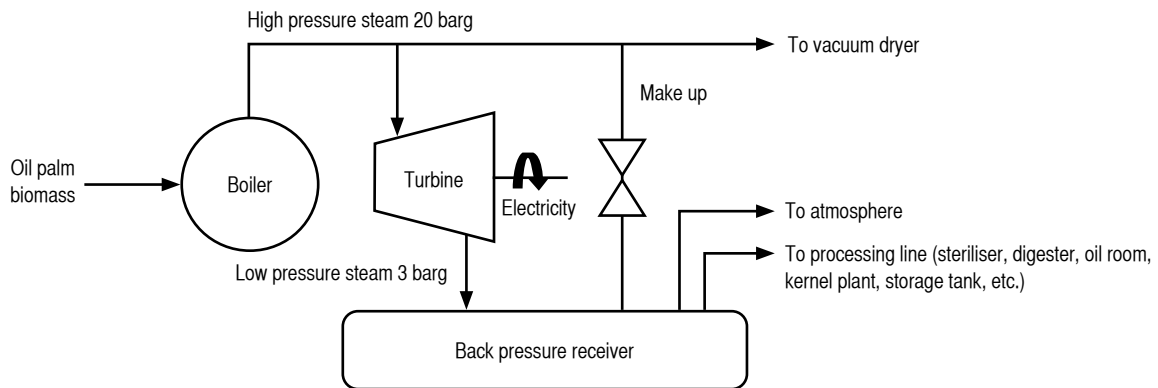 High pressure steam 20 barg
To vacuum dryer
Make up
Oil palm
biomass
Boiler
Turbine
Electricity
To atmosphere
To processing line (steriliser, digester, oil room,
kernel plant, storage tank, etc.)
Low pressure steam 3 barg
Back pressure receiver